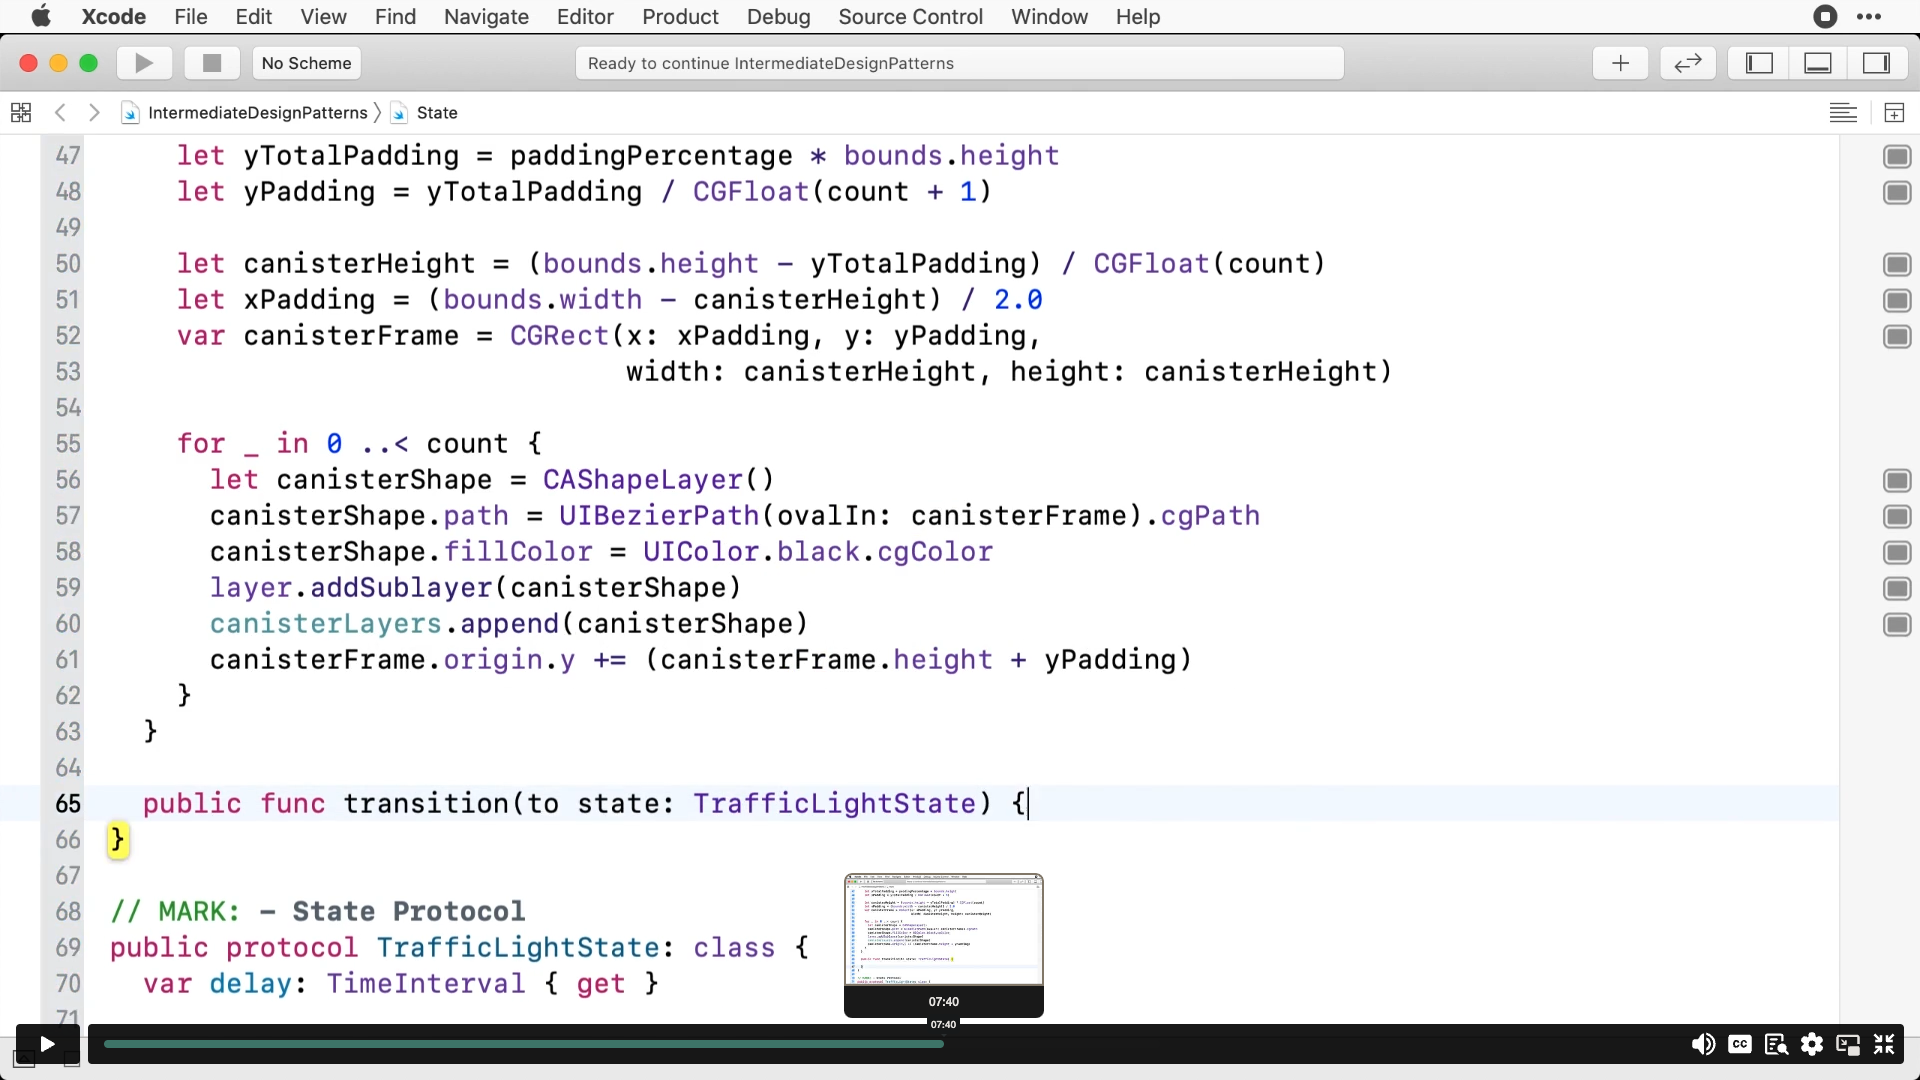 Xcode File Edit View Find Navigate Editor Product Debug Source Control Window Help
No Scheme
Ready to continue IntermediateDesignPatterns
IntermediateDesignPatterns
State
47 let yTotalPadding = paddingPercentage * bounds.height
48 let yPadding = yTotalPadding / CGFloat(count + 1)
49
50 let canisterHeight = (bounds.height - yTotalPadding) / CGFloat(count)
51 let xPadding = (bounds.width - canisterHeight) / 2.0
52 var canisterFrame = CGRect(x: xPadding, y: yPadding,
53 width: canisterHeight, height: canisterHeight)
54
55 for _ in 0 ..< count {
56 let canisterShape = CAShapeLayer()
57 canisterShape.path = UIBezierPath(ovalIn: canisterFrame).cgPath
58 canisterShape.fillColor = UIColor.black.cgColor
59 layer.addSublayer(canisterShape)
60 canisterLayers.append(canisterShape)
61 canisterFrame.origin.y += (canisterFrame.height + yPadding)
62 }
63 }
64
65 public func transition(to state: TrafficLightState) {
66 }
67
68 // MARK: - State Protocol
69 public protocol TrafficLightState: class {
70 var delay: TimeInterval { get }
71
07:40
07:40
CC